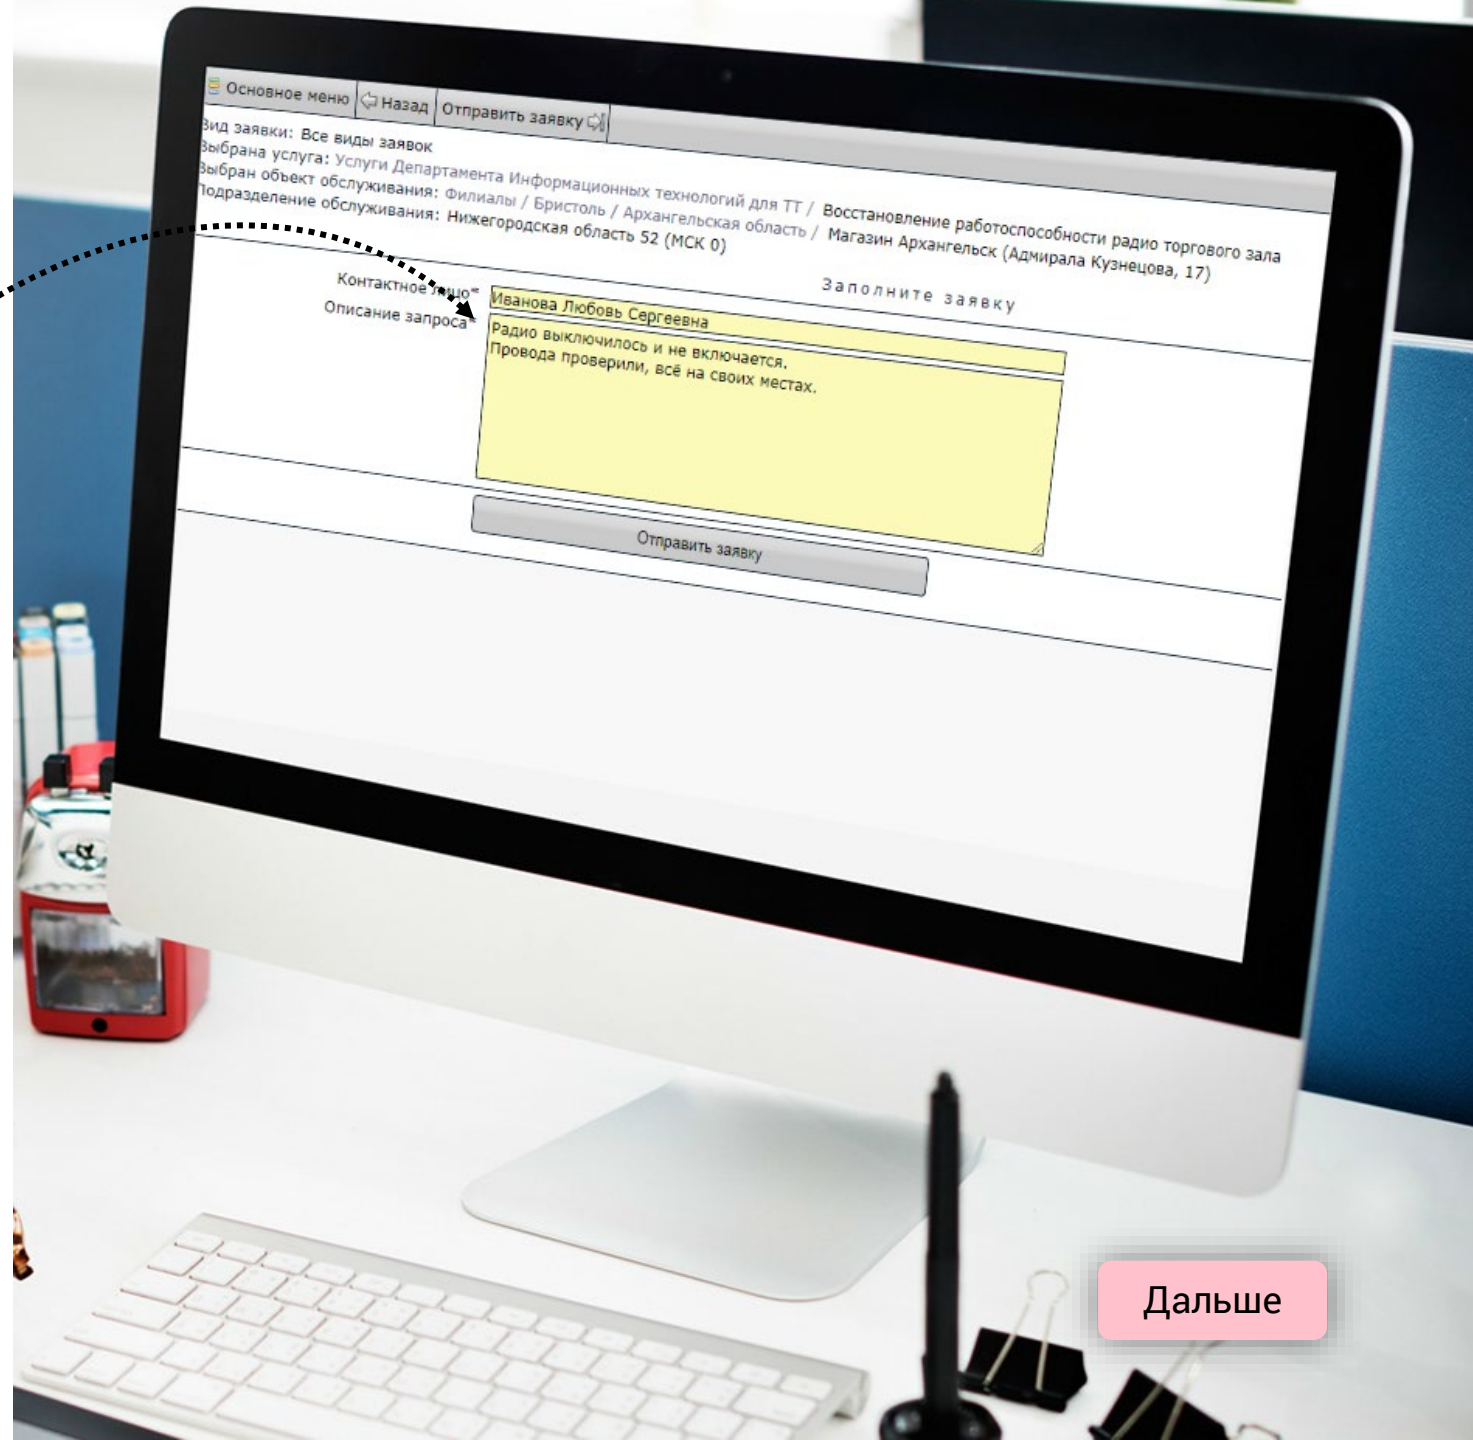 Основное меню
Назад
Отправить заявку
Вид заявки: Все виды заявок
Выбрана услуга: Услуги Департамента Информационных технологий для ТТ / Восстановление работоспособности радио торгового зала
Выбран объект обслуживания: Филиалы / Бристоль / Архангельская область / Магазин Архангельск (Адмирала Кузнецова, 17)
Подразделение обслуживания: Нижегородская область 52 (МСК 0)
Заполните заявку
Контактное лицо*
Иванова Любовь Сергеевна
Описание запроса*
Радио выключилось и не включается.
Провода проверили, всё на своих местах.
Отправить заявку
Дальше